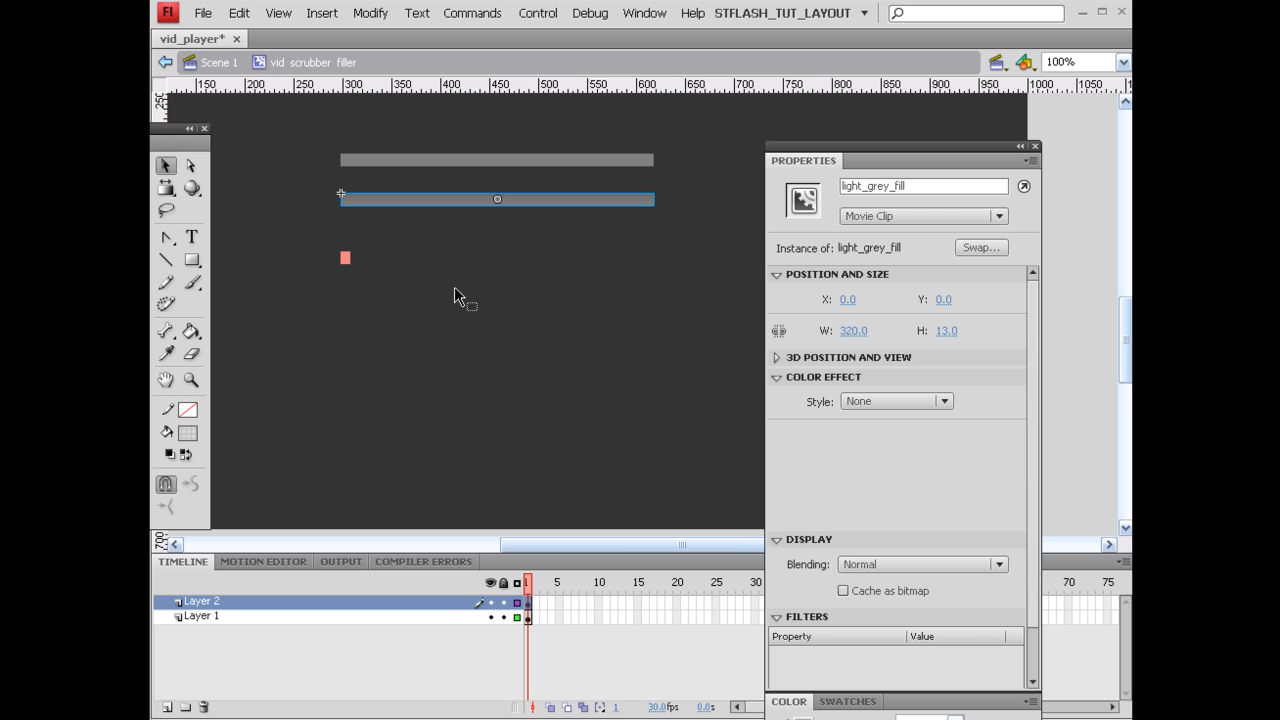 Fl File Edit View Insert Modify Text Commands Control Debug Window Help STFLASH_TUT_LAYOUT
vid_player*
Scene 1 vid scrubber filler 100%
150 200 250 300 350 400 450 500 550 600 650 700 750 800 850 900 950 1000 1050
PROPERTIES
light_grey_fill
Movie Clip
Instance of: light_grey_fill Swap...
POSITION AND SIZE
X: 0.0 Y: 0.0
W: 320.0 H: 13.0
3D POSITION AND VIEW
COLOR EFFECT
Style: None
DISPLAY
Blending: Normal
Cache as bitmap
FILTERS
Property Value
COLOR SWATCHES
TIMELINE MOTION EDITOR OUTPUT COMPILER ERRORS
1 5 10 15 20 25 30 70 75
Layer 2
Layer 1
1 30.0fps 0.0s